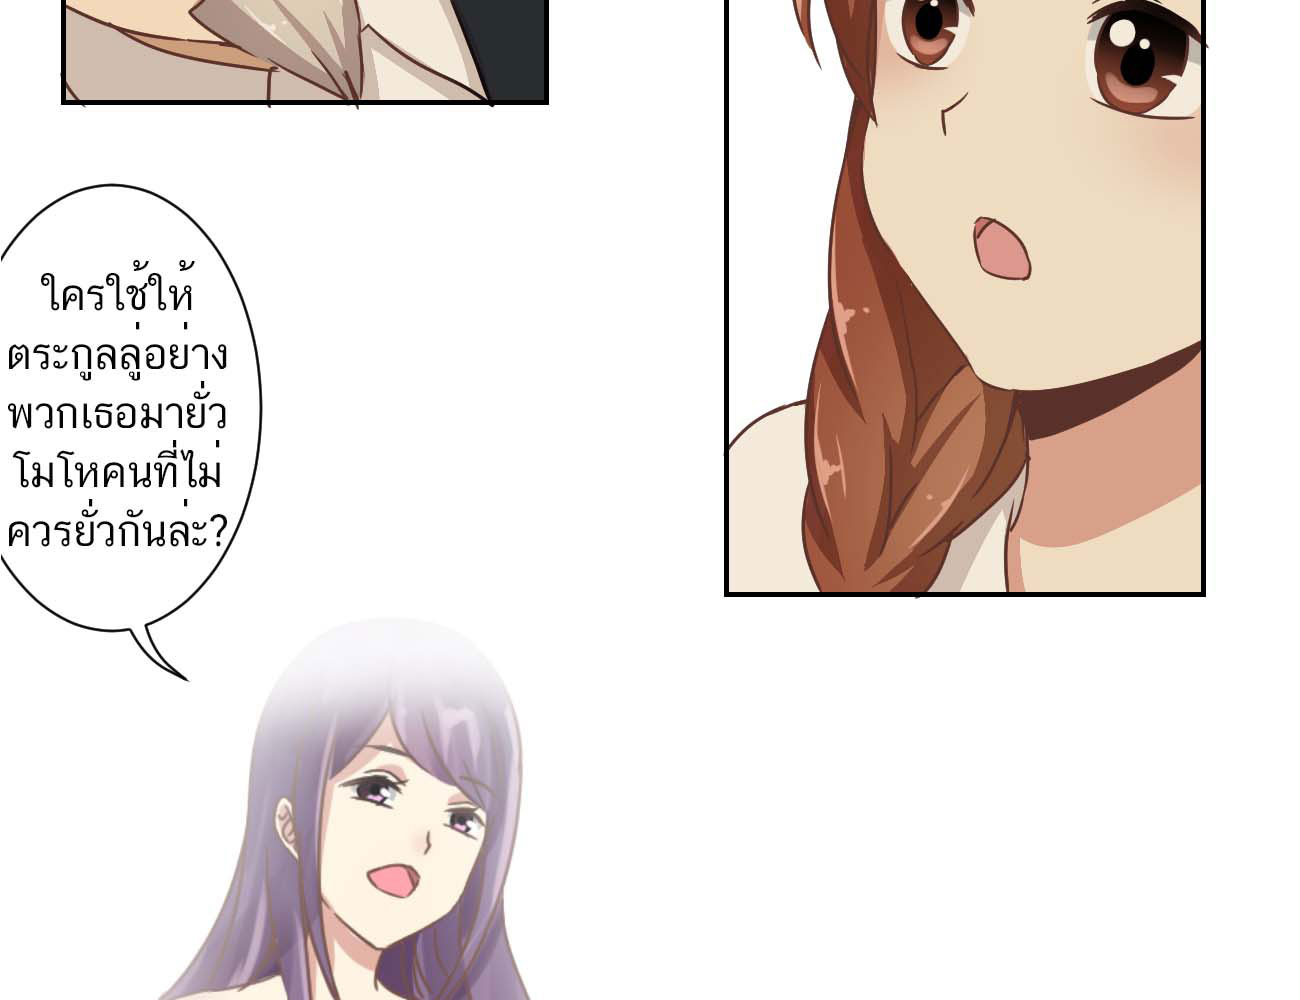 ใครใช้ให้
ตระกูลลู่อย่าง
พวกเธอมายั่ว
โมโหคนที่ไม่
ควรยั่วกันล่ะ?